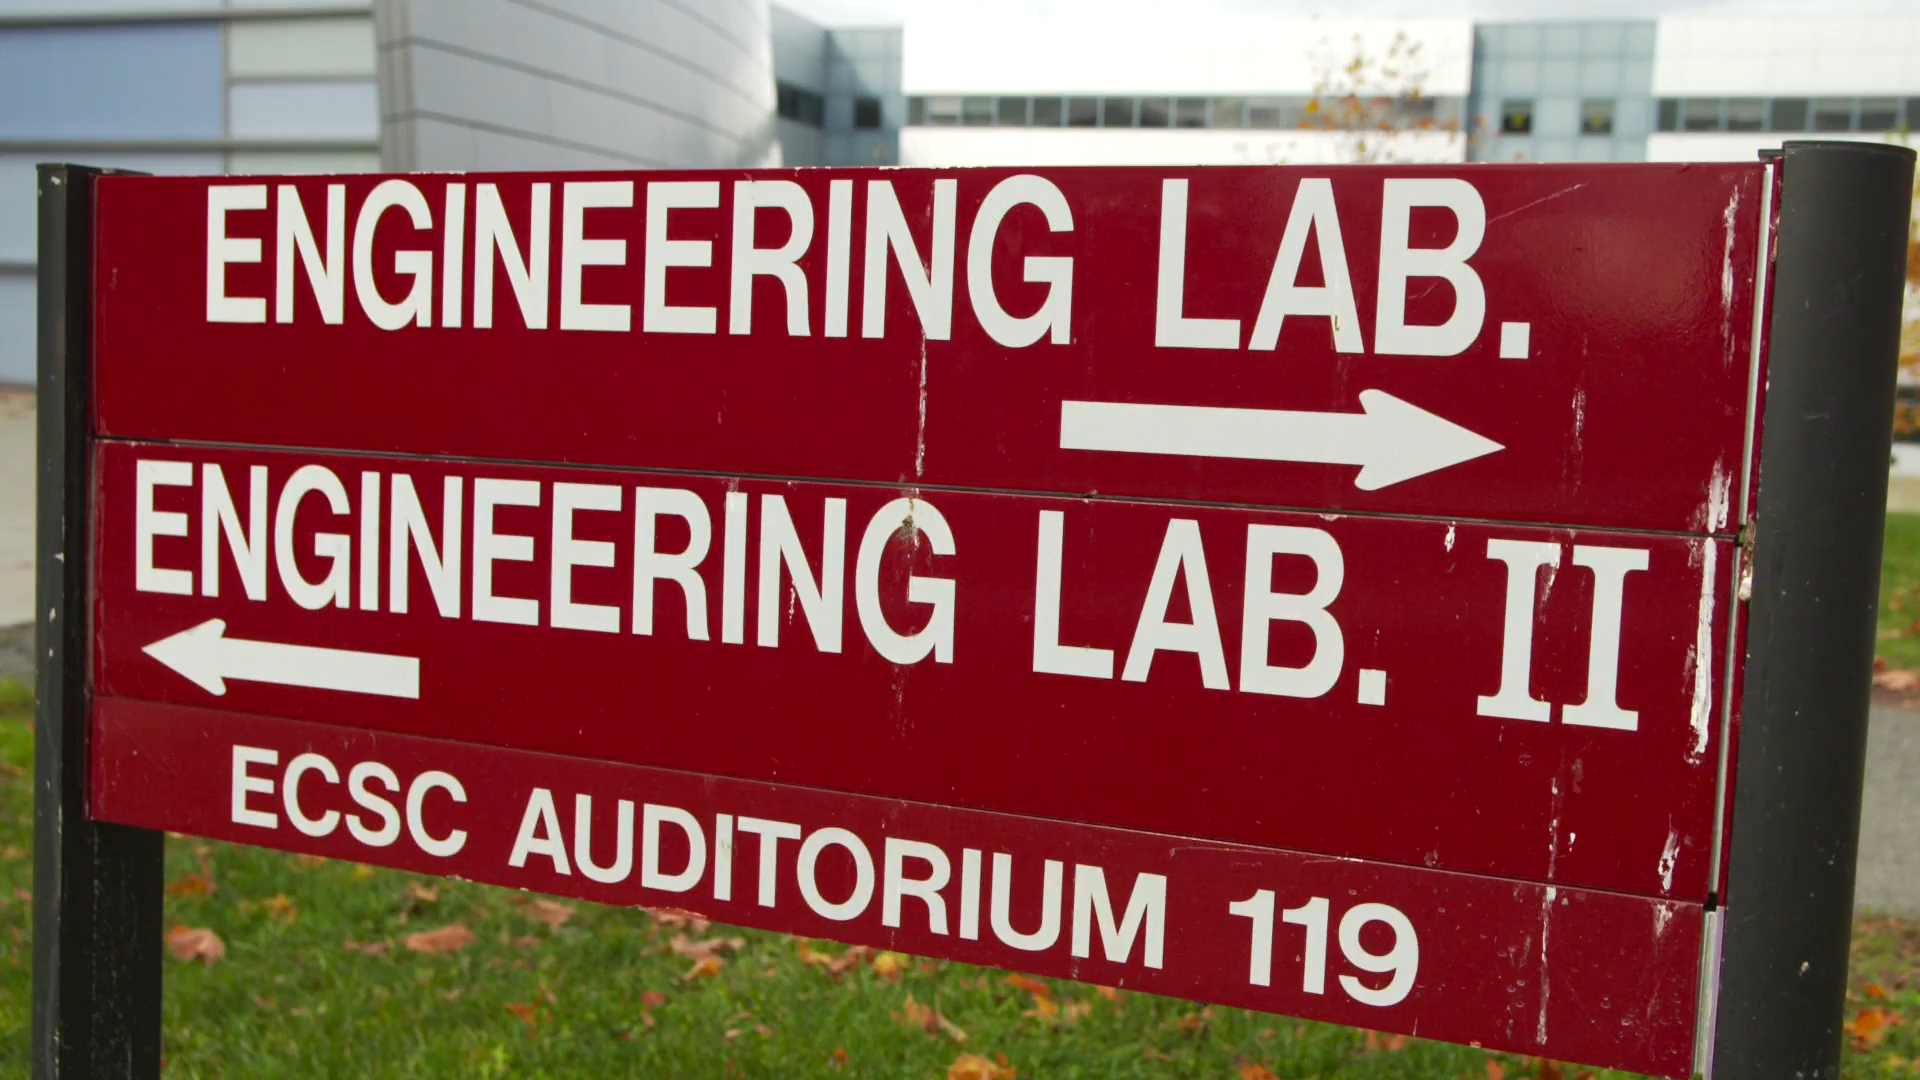 ENGINEERING LAB.
ENGINEERING LAB. II
ECSC AUDITORIUM 119